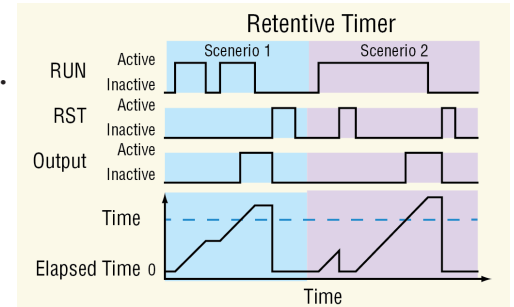 Retentive Timer
Scenerio 1
Scenerio 2
RUN
Active
Inactive
RST
Active
Inactive
Output
Active
Inactive
Time
Elapsed Time 0
Time